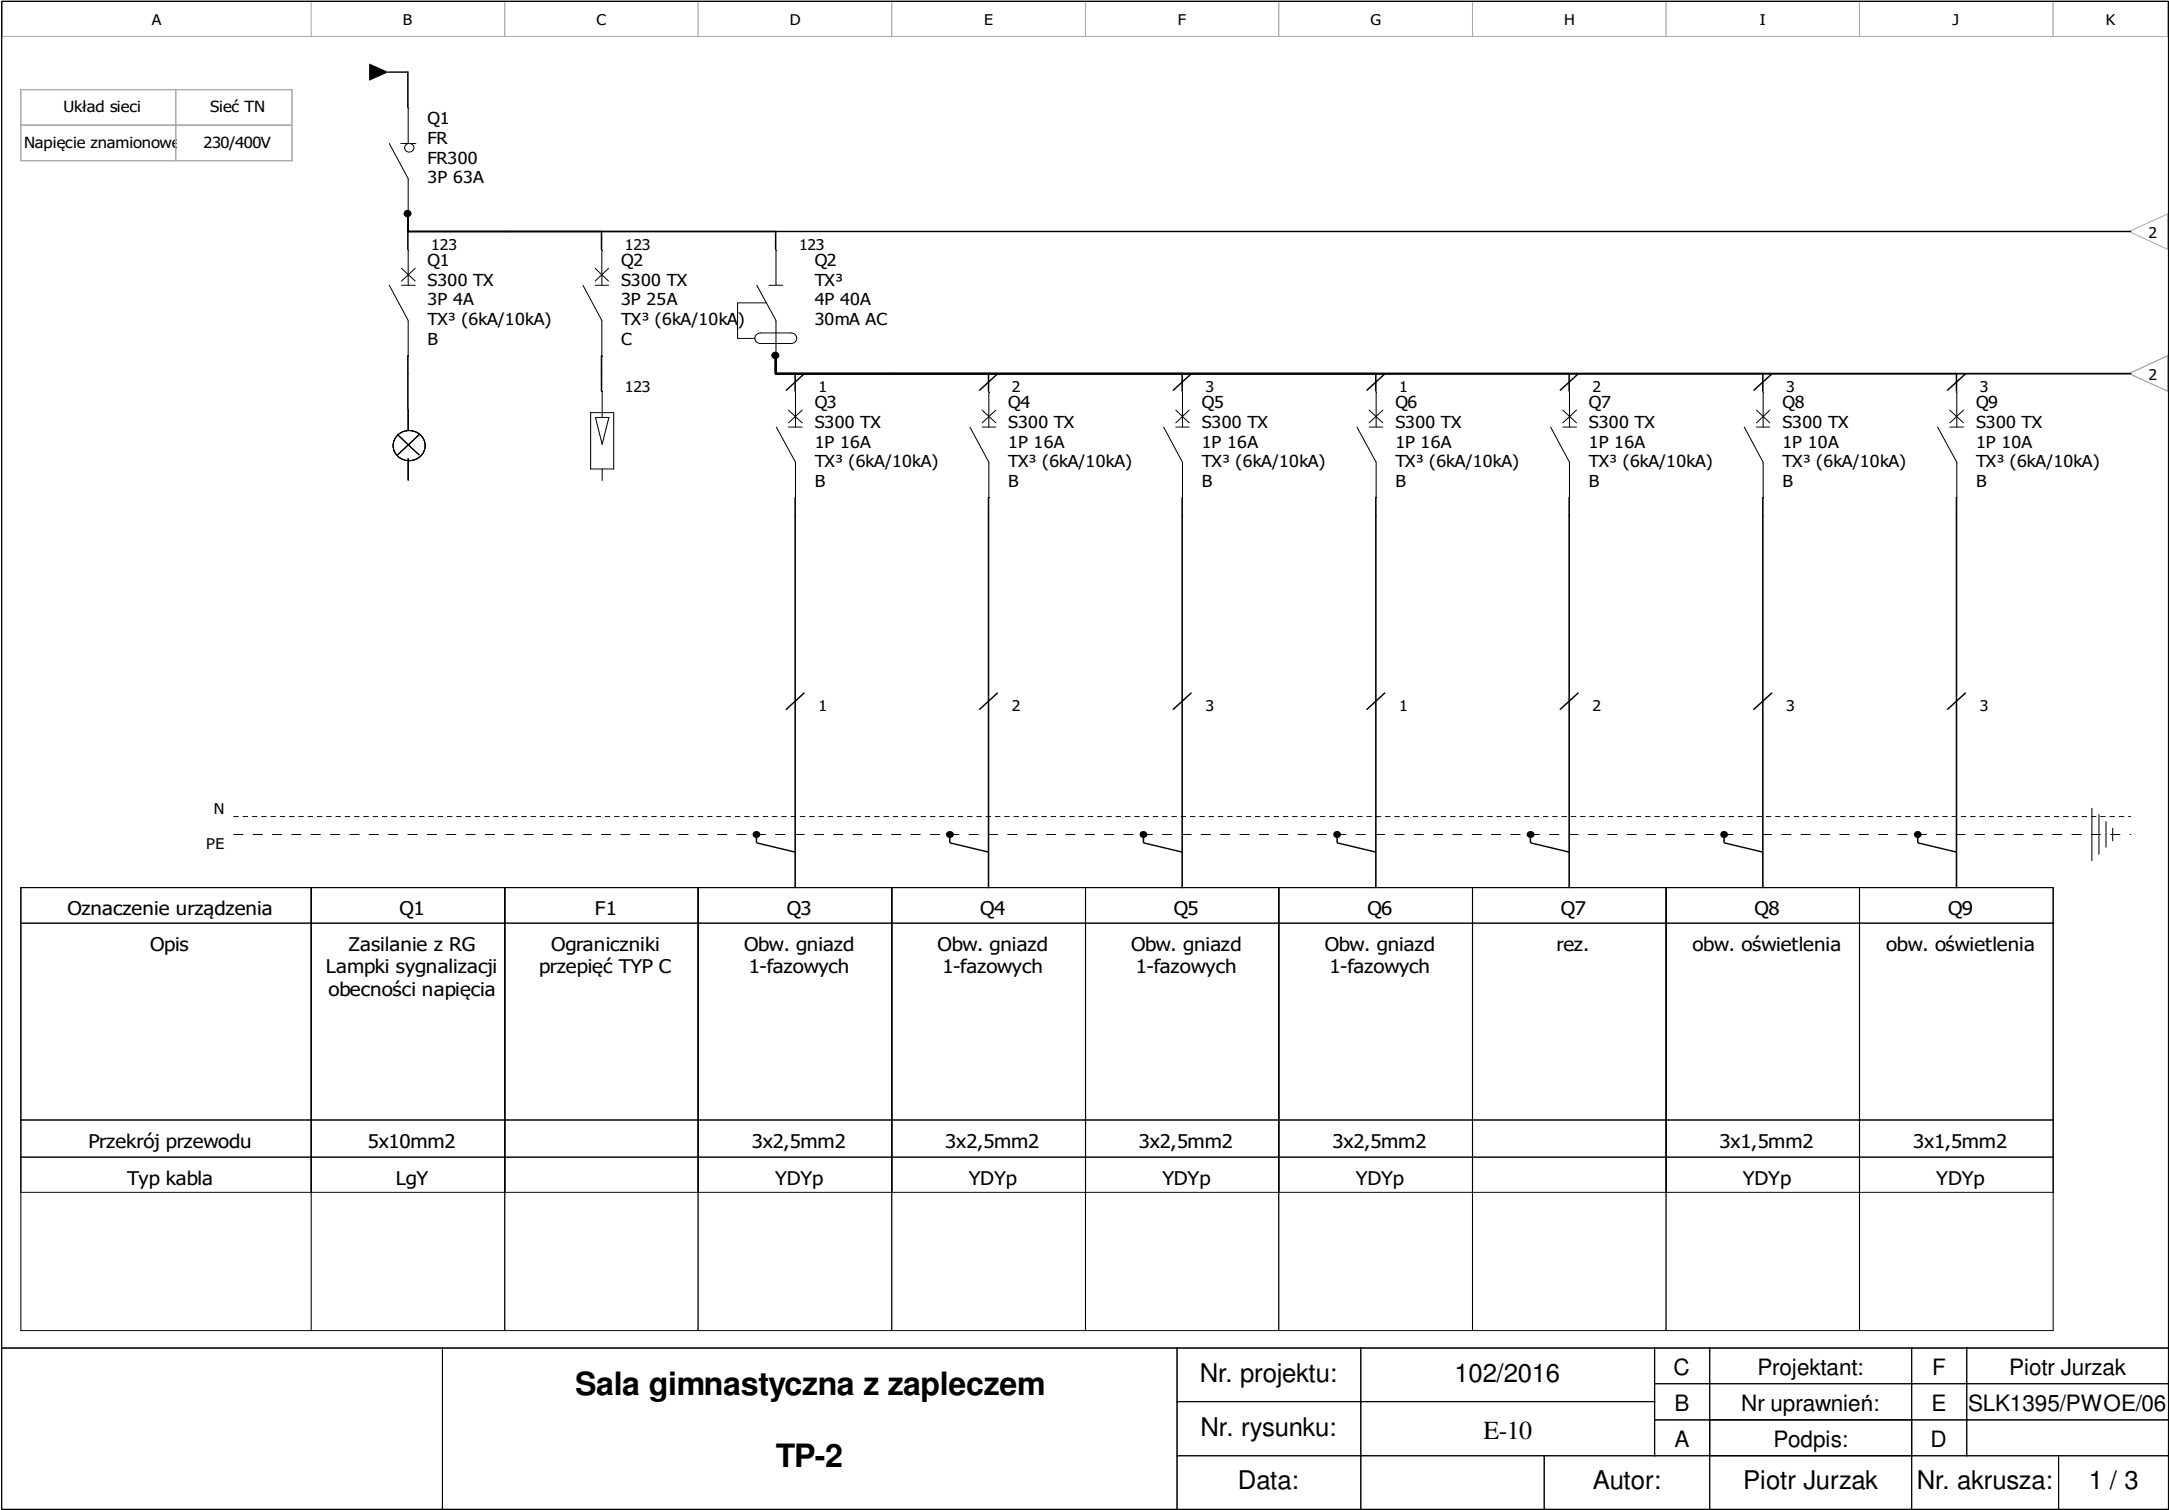 A B C D E F G H I J K
Układ sieci Sieć TN
Napięcie znamionowe 230/400V
Q1
FR
FR300
3P 63A
2
123
Q1
S300 TX
3P 4A
TX³ (6kA/10kA)
B
123
Q2
S300 TX
3P 25A
TX³ (6kA/10kA)
C
123
123
Q2
TX³
4P 40A
30mA AC
2
1
Q3
S300 TX
1P 16A
TX³ (6kA/10kA)
B
2
Q4
S300 TX
1P 16A
TX³ (6kA/10kA)
B
3
Q5
S300 TX
1P 16A
TX³ (6kA/10kA)
B
1
Q6
S300 TX
1P 16A
TX³ (6kA/10kA)
B
2
Q7
S300 TX
1P 16A
TX³ (6kA/10kA)
B
3
Q8
S300 TX
1P 10A
TX³ (6kA/10kA)
B
3
Q9
S300 TX
1P 10A
TX³ (6kA/10kA)
B
1 2 3 1 2 3 3
N
PE
Oznaczenie urządzenia Q1 F1 Q3 Q4 Q5 Q6 Q7 Q8 Q9
Opis
Zasilanie z RG
Lampki sygnalizacji
obecności napięcia
Ograniczniki
przepięć TYP C
Obw. gniazd
1-fazowych
Obw. gniazd
1-fazowych
Obw. gniazd
1-fazowych
Obw. gniazd
1-fazowych
rez.
obw. oświetlenia
obw. oświetlenia
Przekrój przewodu 5x10mm2 3x2,5mm2 3x2,5mm2 3x2,5mm2 3x2,5mm2 3x1,5mm2 3x1,5mm2
Typ kabla LgY YDYp YDYp YDYp YDYp YDYp YDYp
Sala gimnastyczna z zapleczem
TP-2
Nr. projektu: 102/2016
Nr. rysunku: E-10
C Projektant: F Piotr Jurzak
B Nr uprawnień: E SLK1395/PWOE/06
A Podpis: D
Data: Autor: Piotr Jurzak Nr. akrusza: 1 / 3